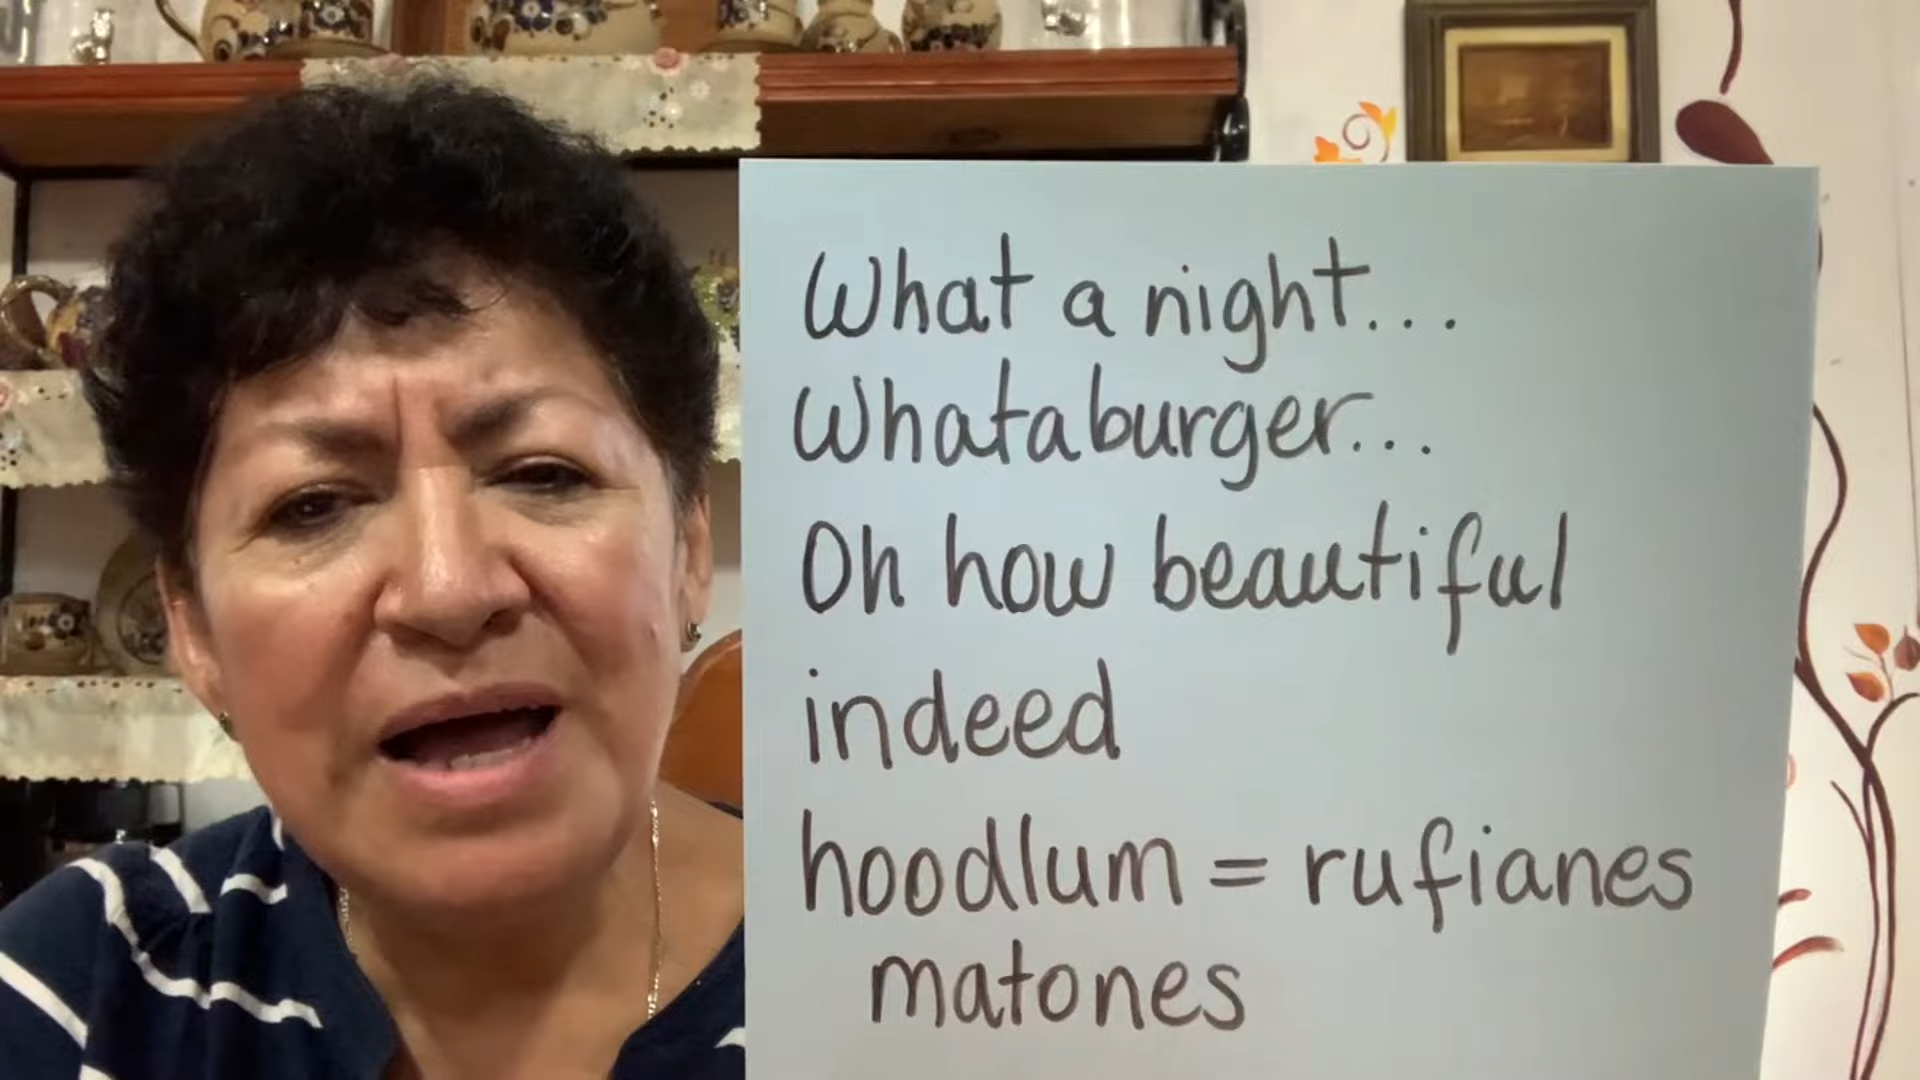 What a night...
Whataburger...
Oh how beautiful
indeed
hoodlum = rufianes
matones